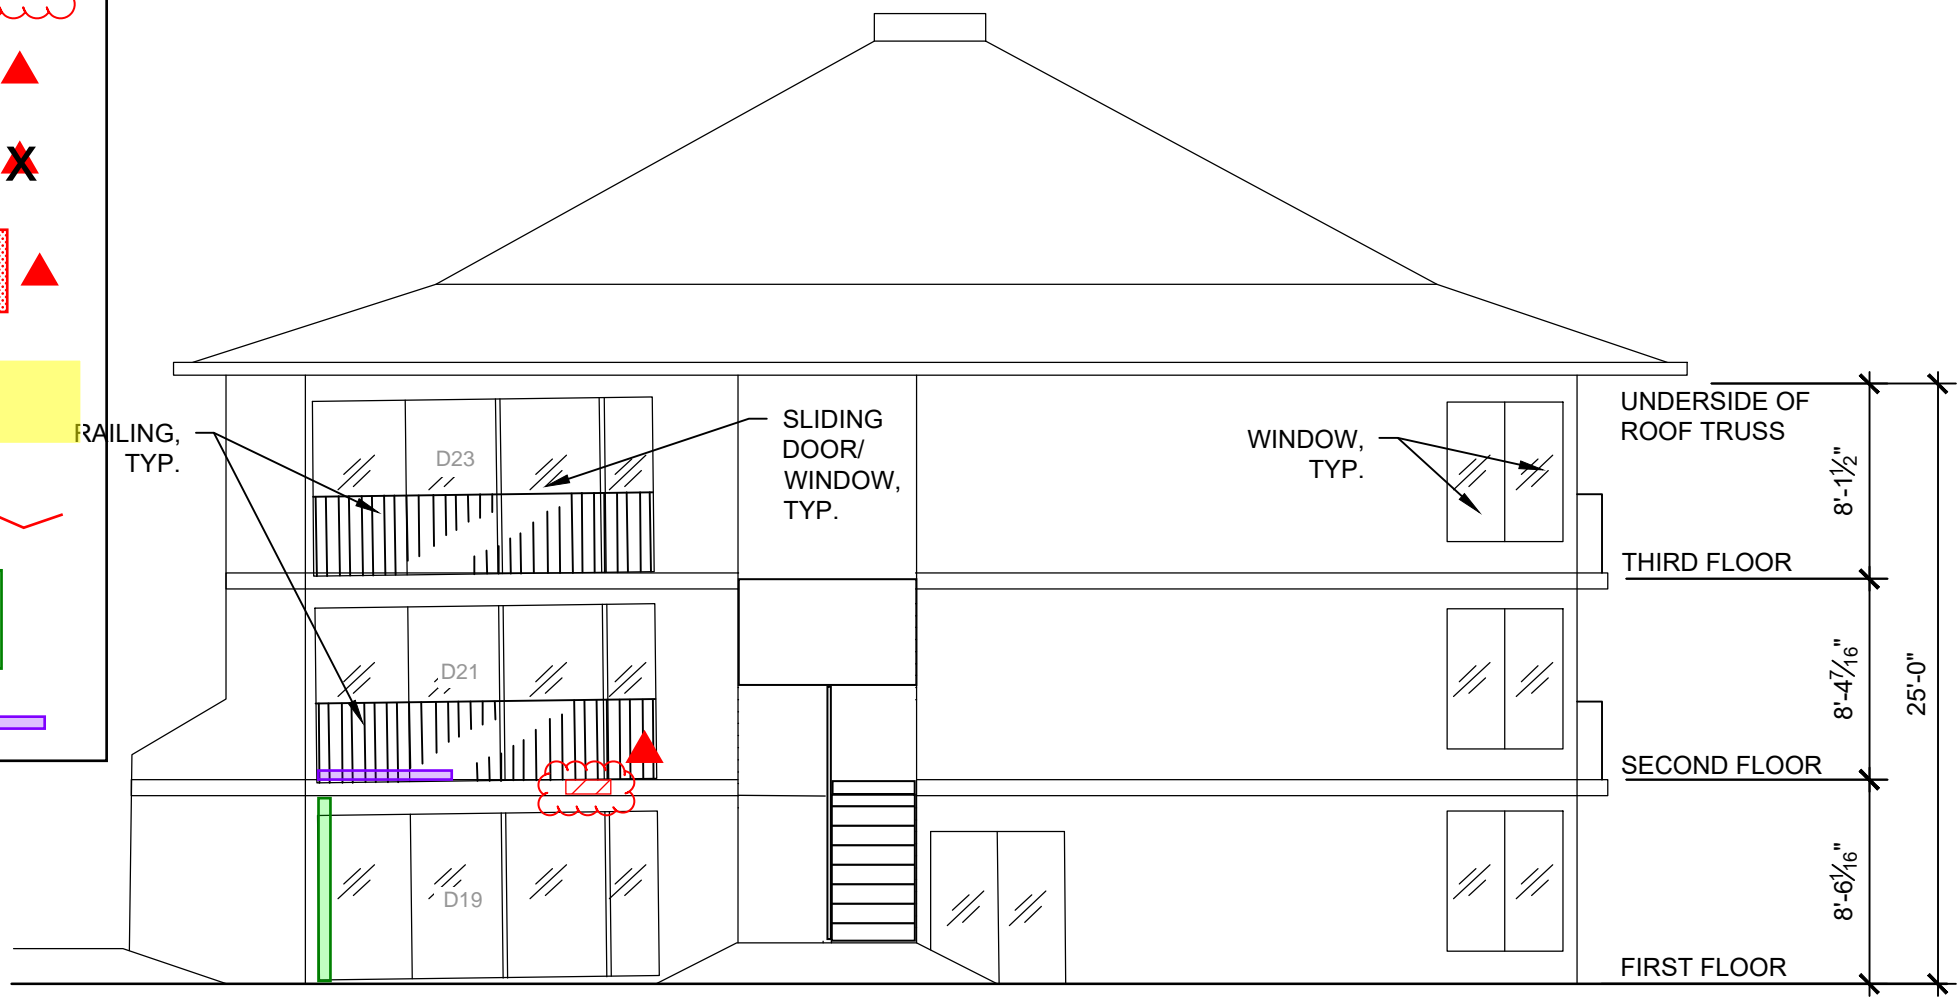 X
RAILING,
TYP.
D23
SLIDING
DOOR/
WINDOW,
TYP.
WINDOW,
TYP.
UNDERSIDE OF
ROOF TRUSS
8'-1½"
THIRD FLOOR
D21
8'-4⁷⁄₁₆"
25'-0"
SECOND FLOOR
D19
8'-6¹⁄₁₆"
FIRST FLOOR